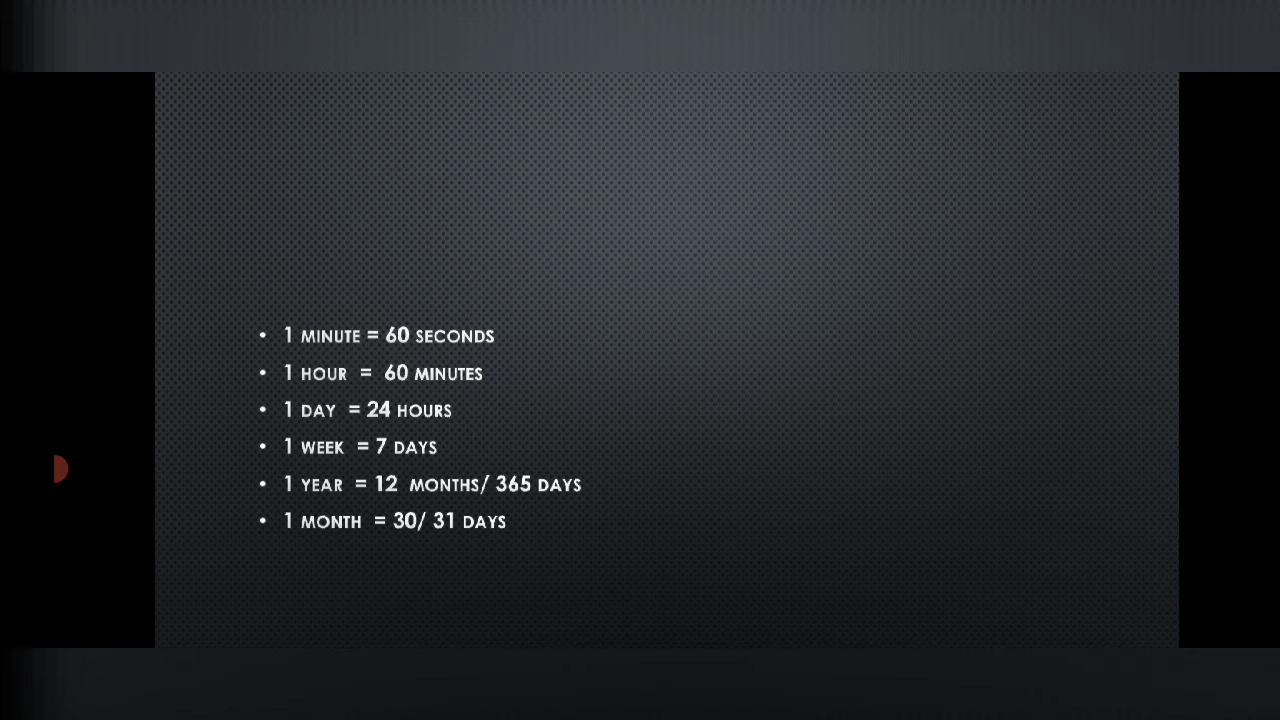 • 1 MINUTE = 60 SECONDS
• 1 HOUR = 60 MINUTES
• 1 DAY = 24 HOURS
• 1 WEEK = 7 DAYS
• 1 YEAR = 12 MONTHS/ 365 DAYS
• 1 MONTH = 30/ 31 DAYS